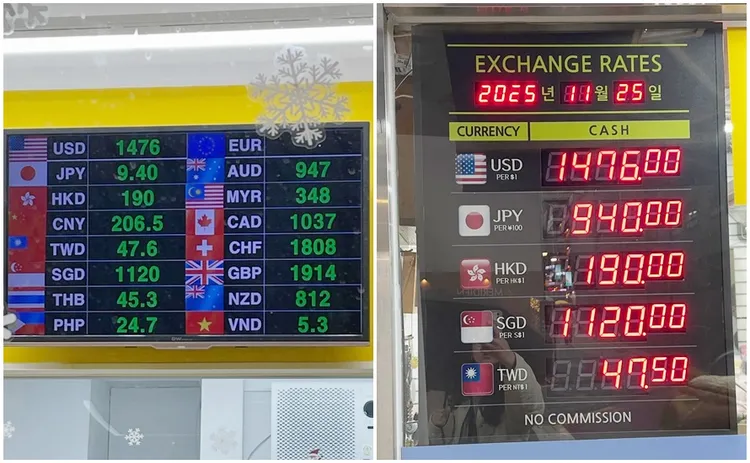 USD 1476 EUR
JPY 9.40 AUD 947
HKD 190 MYR 348
CNY 206.5 CAD 1037
TWD 47.6 CHF 1808
SGD 1120 GBP 1914
THB 45.3 NZD 812
PHP 24.7 VND 5.3
EXCHANGE RATES
2025년 11월 25일
CURRENCY CASH
USD 1476.00
PER $1
JPY 940.00
PER ¥100
HKD 190.00
PER HK$1
SGD 1120.00
PER S$1
TWD 47.50
PER NT$1
NO COMMISSION